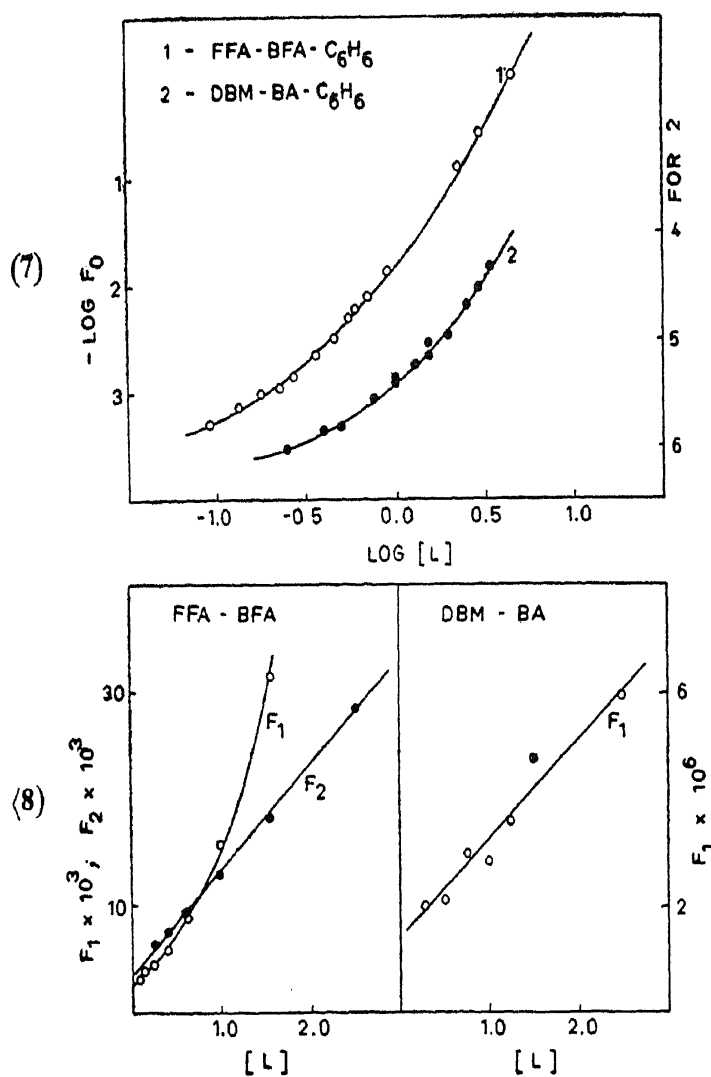 (7)
1 - FFA-BFA-C6H6
2 - DBM-BA-C6H6
1
2
3
-LOG F0
FOR 2
4
5
6
1
2
-1.0 -0.5 0.0 0.5 1.0
LOG [L]
(8)
FFA - BFA
30
10
F1 × 10³; F2 × 10³
F1
F2
1.0 2.0
[L]
DBM - BA
F1
6
2
F1 × 10⁶
1.0 2.0
[L]